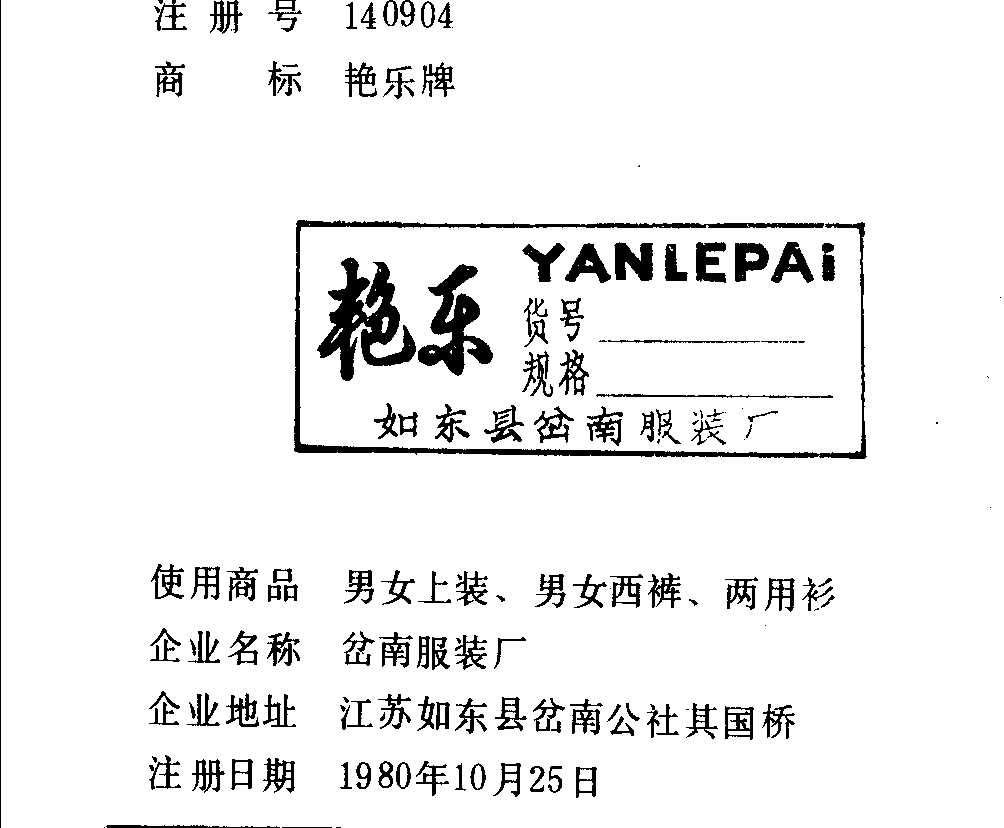 注册号 140904
商标 艳乐牌
艳乐
YANLEPAi
货号
规格
如东县岔南服装厂
使用商品 男女上装、男女西裤、两用衫
企业名称 岔南服装厂
企业地址 江苏如东县岔南公社其国桥
注册日期 1980年10月25日